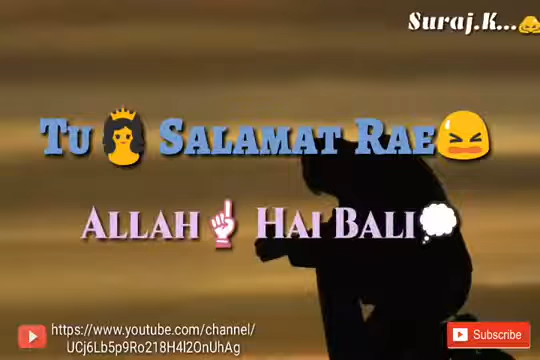 Suraj.K...🙇
Tu👸 Salamat Rae😫
Allah☝ Hai Bali💭
https://www.youtube.com/channel/
UCj6Lb5p9Ro218H4l2OnUhAg
Subscribe